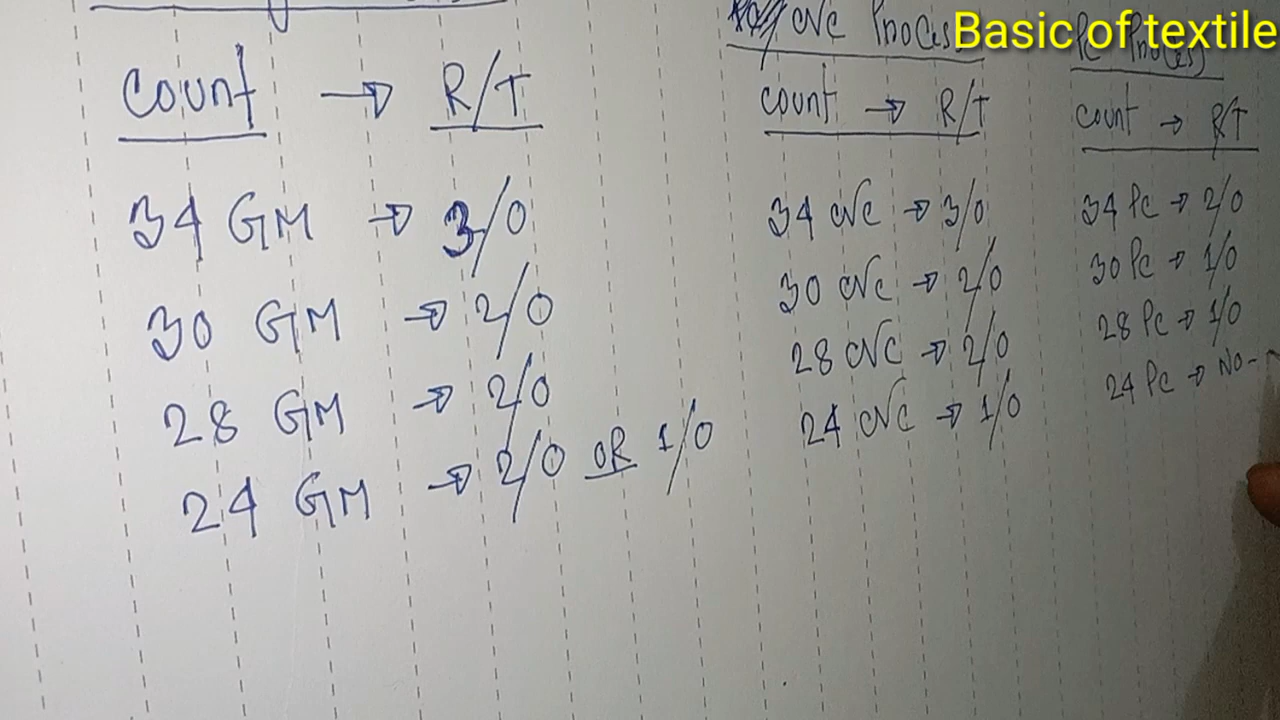 CVC Process
Basic of textile
PC Process
Count → R/T
34 GM → 3/0
30 GM → 2/0
28 GM → 2/0
24 GM → 2/0 OR 1/0
count → R/T
34 CVC → 3/0
30 CVC → 2/0
28 CVC → 2/0
24 CVC → 1/0
count → R/T
34 PC → 2/0
30 PC → 1/0
28 PC → 1/0
24 PC → NO-